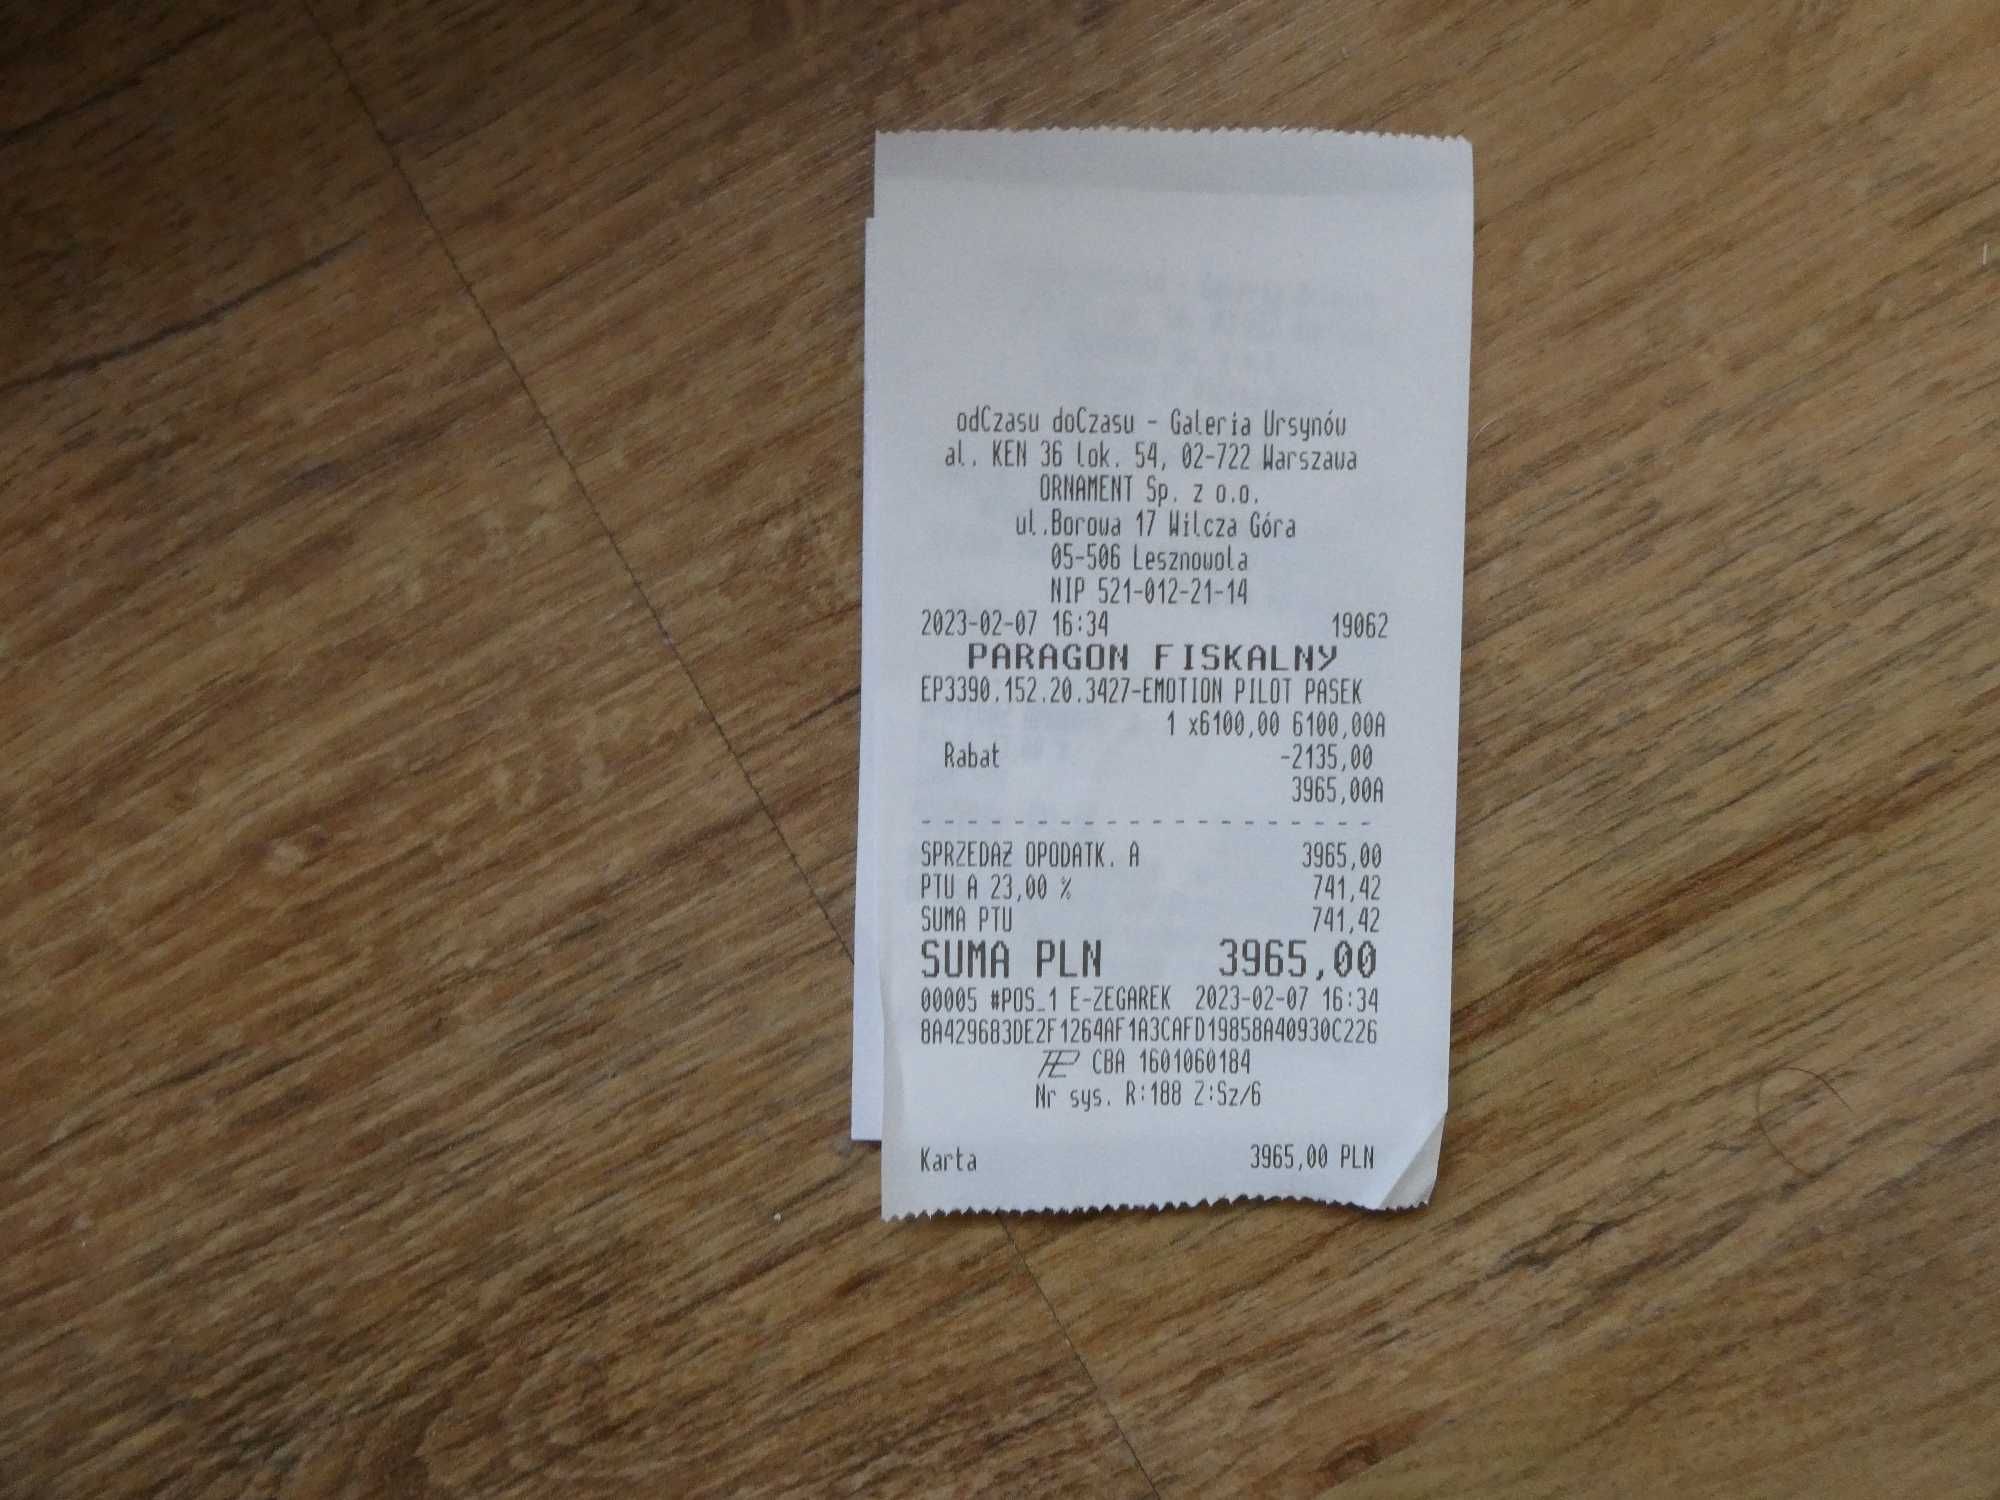 odCzasu doCzasu - Galeria Ursynów
al. KEN 36 lok. 54, 02-722 Warszawa
ORNAMENT Sp. z o.o.
ul.Borowa 17 Wilcza Góra
05-506 Lesznowola
NIP 521-012-21-14
2023-02-07 16:34 19062
PARAGON FISKALNY
EP3390.152.20.3427-EMOTION PILOT PASEK
1 x6100,00 6100,00A
Rabat -2135,00
3965,00A
SPRZEDAŻ OPODATK. A 3965,00
PTU A 23,00 % 741,42
SUMA PTU 741,42
SUMA PLN 3965,00
00005 #POS_1 E-ZEGAREK 2023-02-07 16:34
8A429683DE2F1264AF1A3CAFD19858A40930C226
CBA 1601060184
Nr sys. R:188 Z:Sz/6
Karta 3965,00 PLN